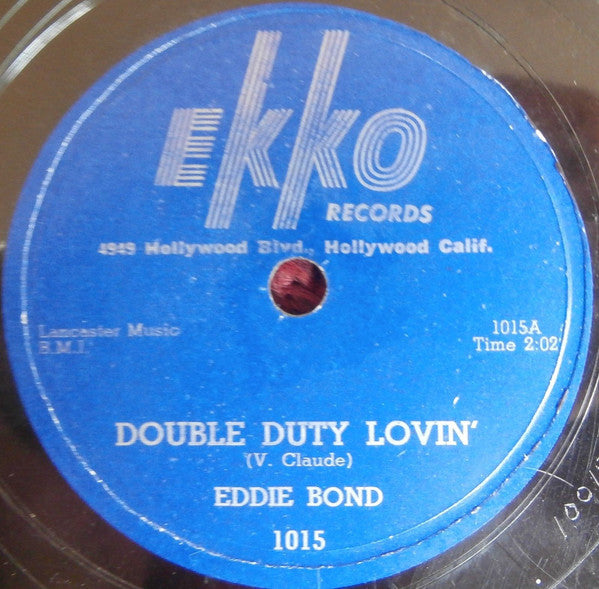 EKKO
RECORDS
4949 Hollywood Blvd., Hollywood Calif.
Lancaster Music
B.M.I.
1015A
Time 2:02
DOUBLE DUTY LOVIN'
(V. Claude)
EDDIE BOND
1015